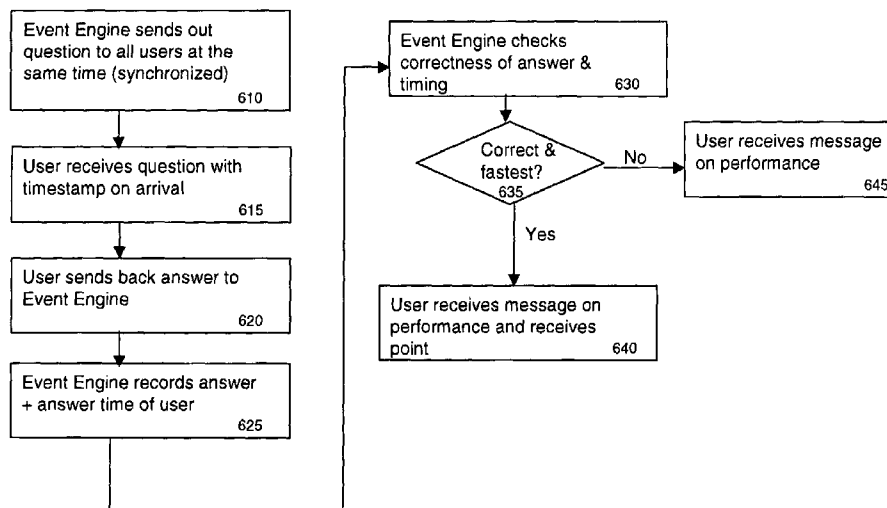 Event Engine sends out
question to all users at the
same time (synchronized)
610
User receives question with
timestamp on arrival
615
User sends back answer to
Event Engine
620
Event Engine records answer
+ answer time of user
625
Event Engine checks
correctness of answer &
timing
630
Correct &
fastest?
635
No
User receives message
on performance
645
Yes
User receives message on
performance and receives
point
640